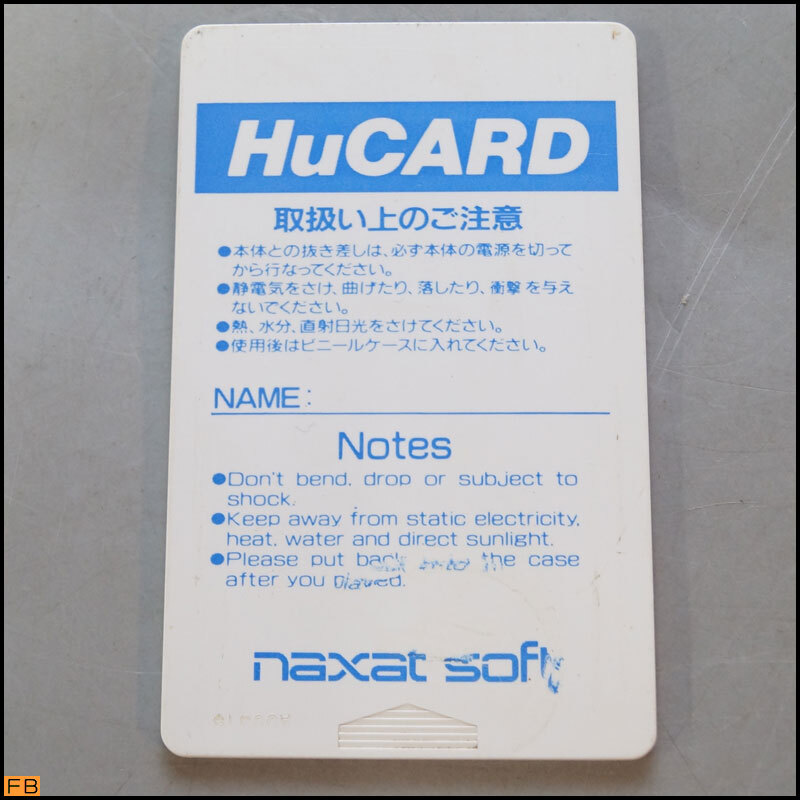 HuCARD
取扱い上のご注意
●本体との抜き差しは、必ず本体の電源を切って
から行なってください。
●静電気をさけ、曲げたり、落したり、衝撃を与え
ないでください。
●熱、水分、直射日光をさけてください。
●使用後はビニールケースに入れてください。
NAME:
Notes
●Don't bend, drop or subject to
shock.
●Keep away from static electricity,
heat, water and direct sunlight.
●Please put back the case
after you played.
naxat soft
FB